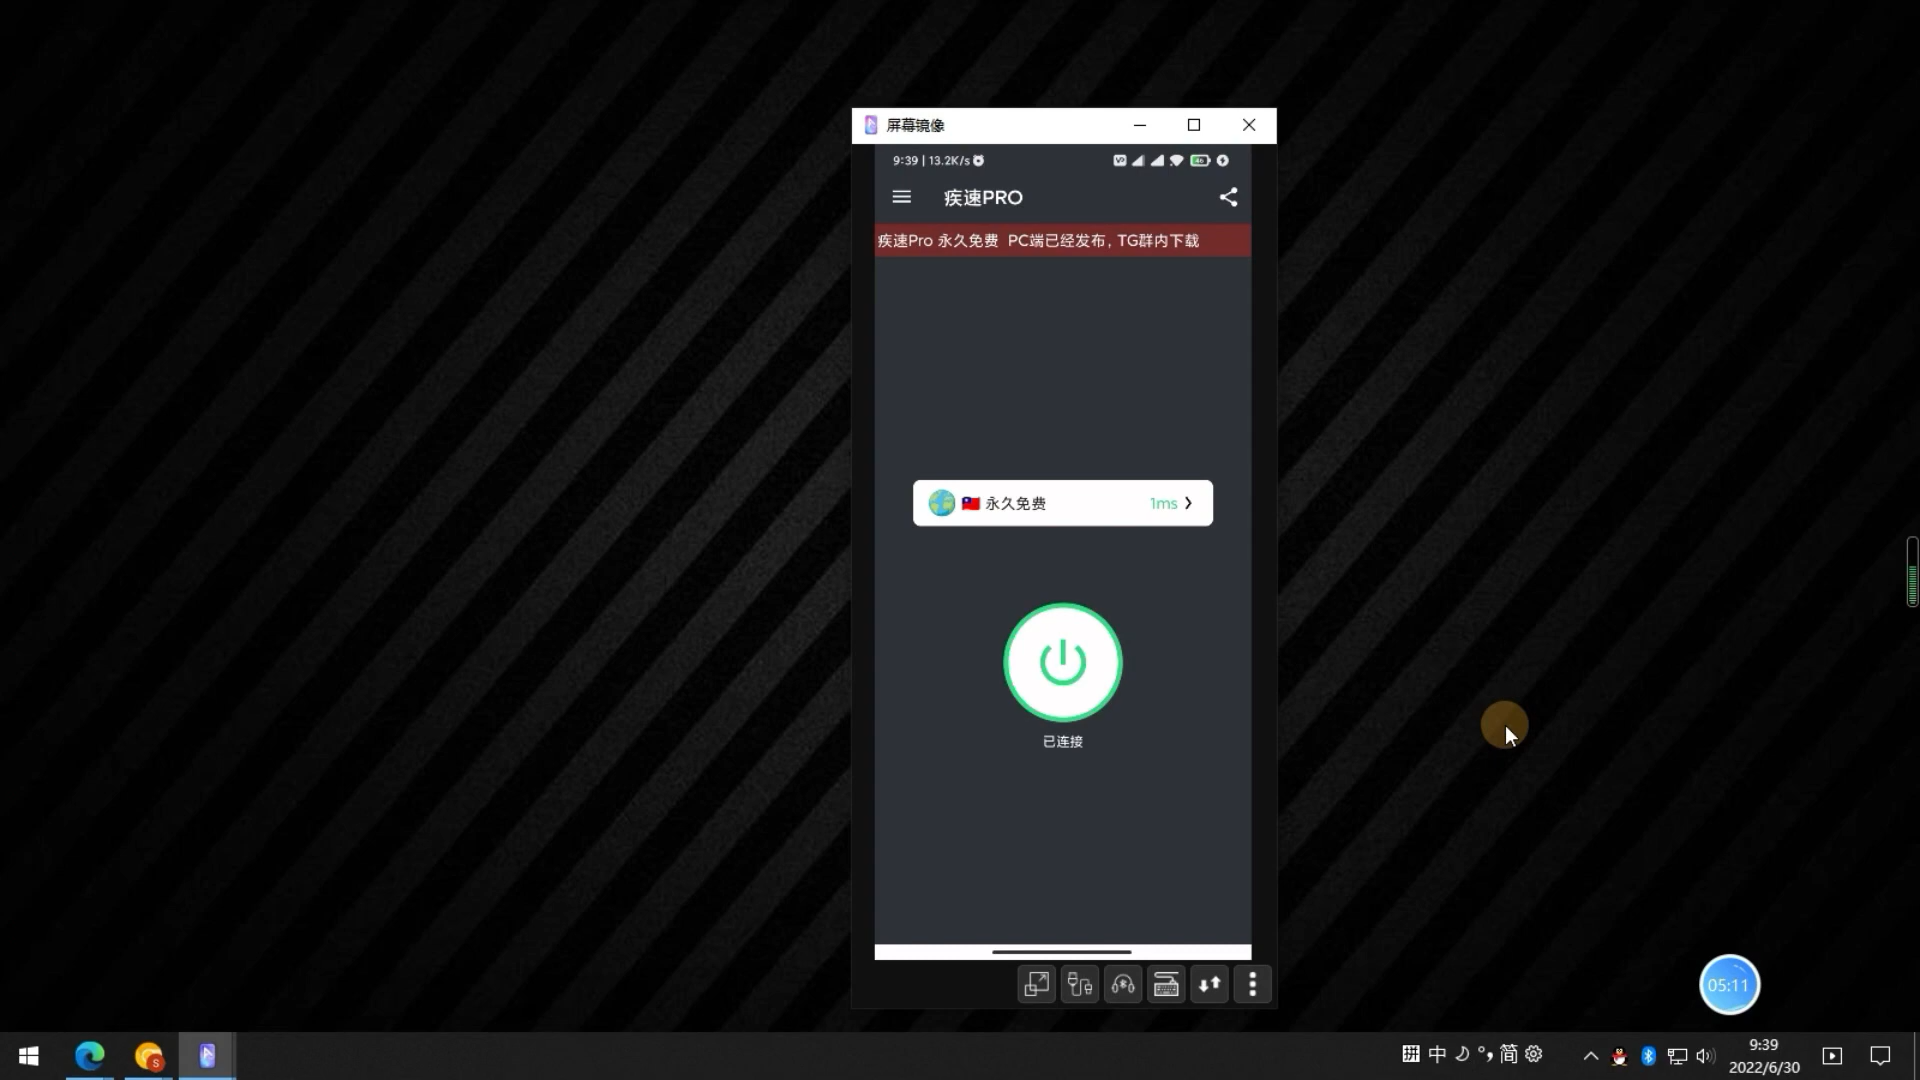 屏幕镜像
9:39 | 13.2K/s
46
疾速PRO
疾速Pro 永久免费 PC端已经发布，TG群内下载
永久免费
1ms
已连接
05:11
拼 中 简
9:39
2022/6/30